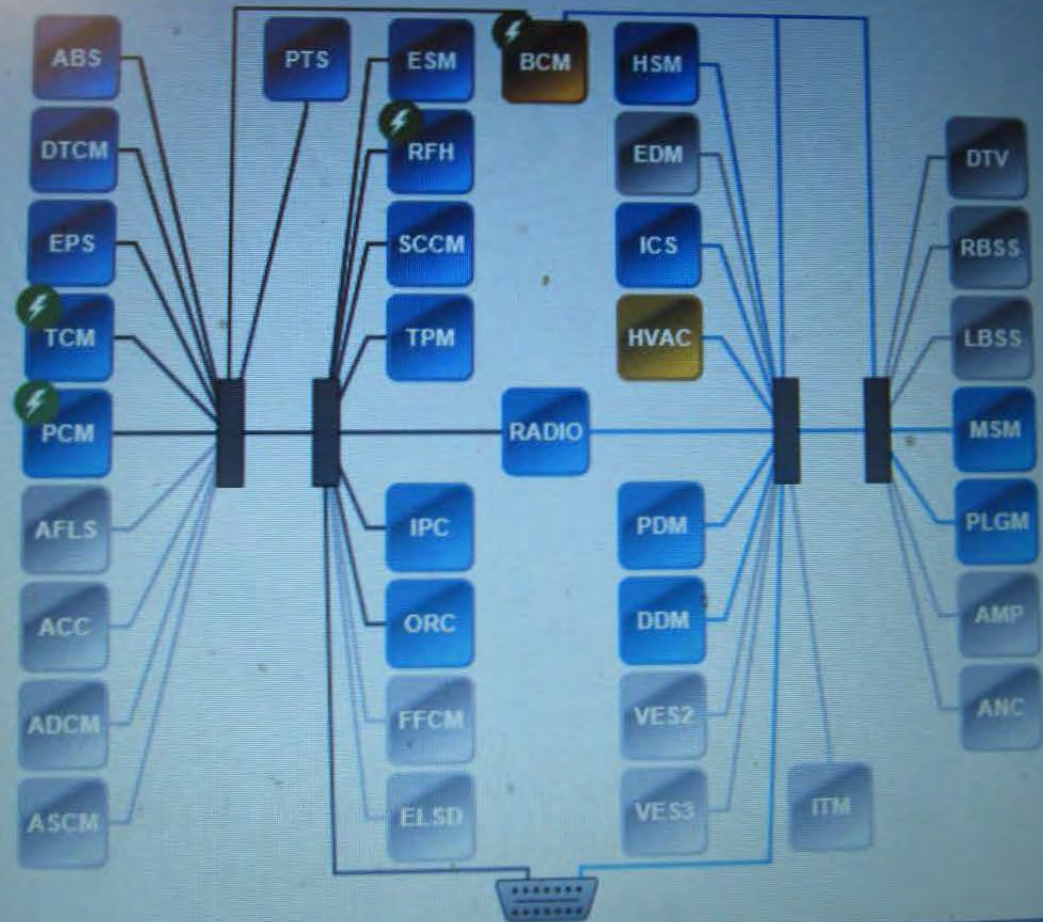 ABS
PTS
ESM
BCM
HSM
DTCM
RFH
EDM
DTV
EPS
SCCM
ICS
RBSS
TCM
TPM
HVAC
LBSS
PCM
RADIO
MSM
AFLS
IPC
PDM
PLGM
ACC
ORC
DDM
AMP
ADCM
FFCM
VES2
ANC
ASCM
ELSD
VES3
ITM